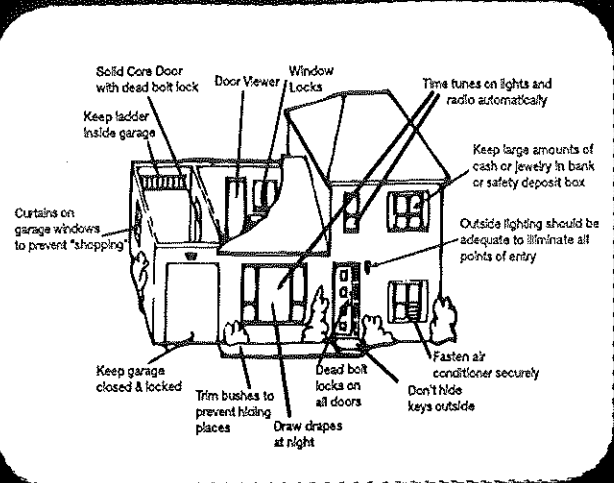 Solid Core Door
with dead bolt lock
Door Viewer
Window
Locks
Time tunes on lights and
radio automatically
Keep ladder
inside garage
Keep large amounts of
cash or jewelry in bank
or safety deposit box
Curtains on
garage windows
to prevent "shopping"
Outside lighting should be
adequate to illiminate all
points of entry
Keep garage
closed & locked
Trim bushes to
prevent hiding
places
Draw drapes
at night
Dead bolt
locks on
all doors
Don't hide
keys outside
Fasten air
conditioner securely